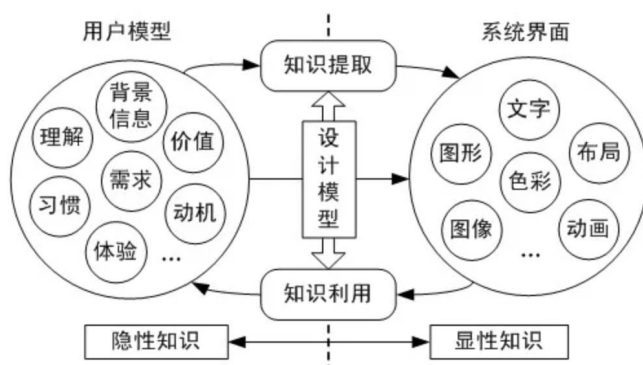 用户模型
系统界面
知识提取
背景
信息
理解
价值
需求
习惯
动机
体验
...
设
计
模
型
文字
图形
布局
色彩
图像
动画
...
知识利用
隐性知识
显性知识